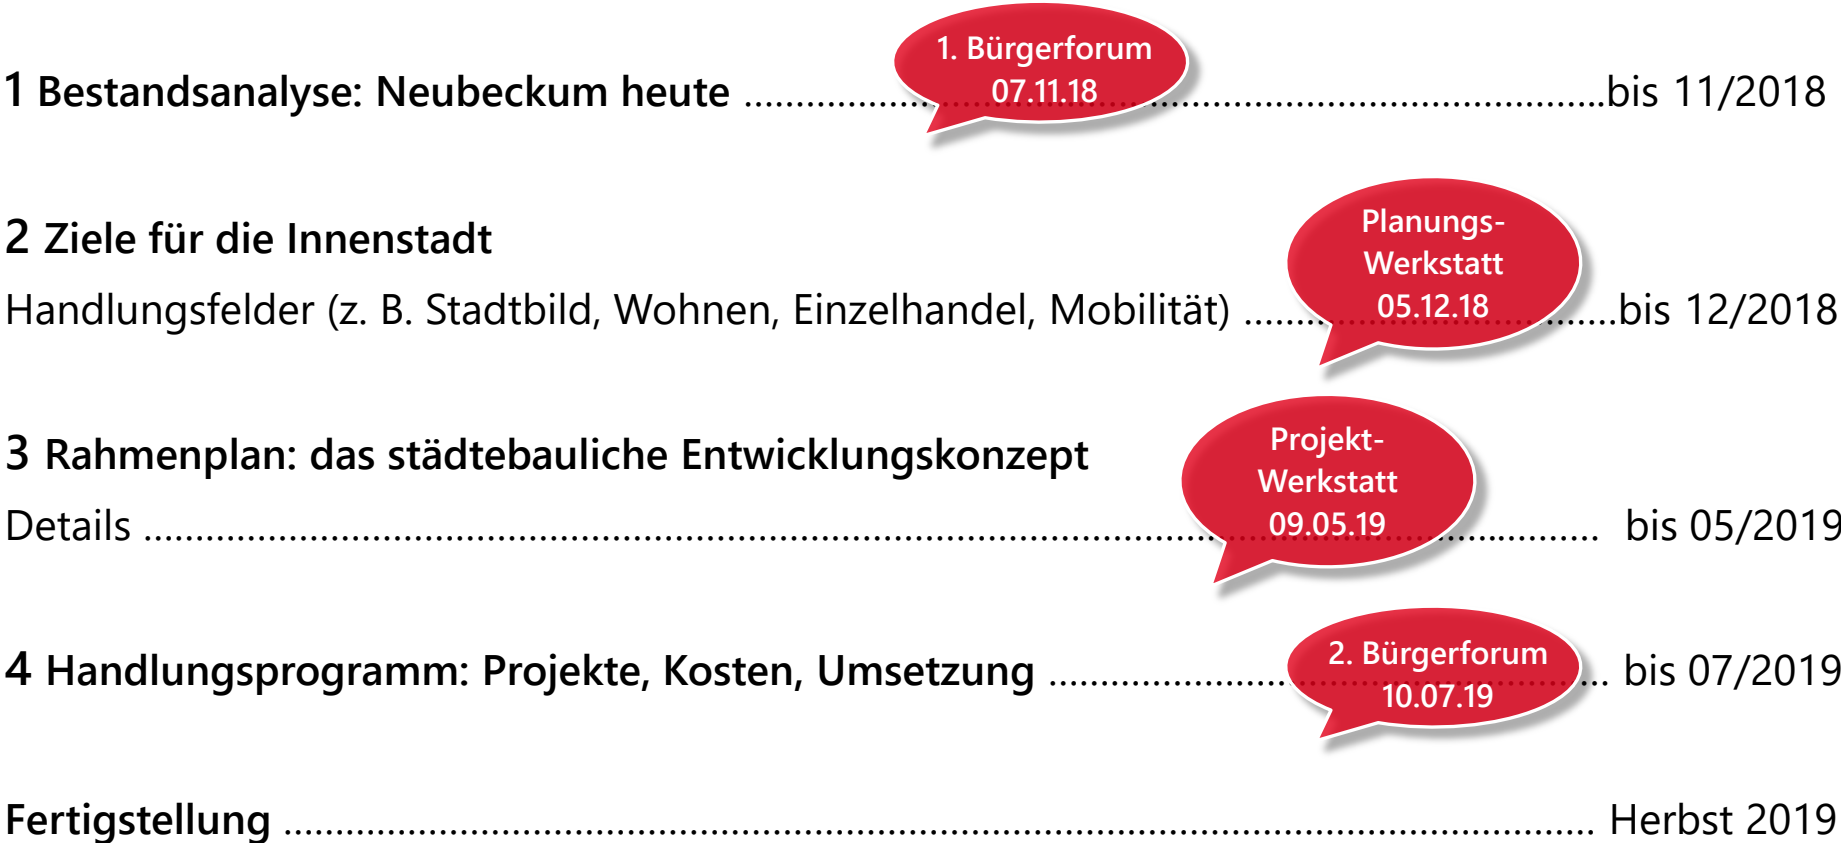 1. Bürgerforum
07.11.18
1 Bestandsanalyse: Neubeckum heute ........................................................................................bis 11/2018
Planungs-
Werkstatt
05.12.18
2 Ziele für die Innenstadt
Handlungsfelder (z. B. Stadtbild, Wohnen, Einzelhandel, Mobilität) ......................................bis 12/2018
Projekt-
Werkstatt
09.05.19
3 Rahmenplan: das städtebauliche Entwicklungskonzept
Details ................................................................................................................................................... bis 05/2019
2. Bürgerforum
10.07.19
4 Handlungsprogramm: Projekte, Kosten, Umsetzung ......................................................... bis 07/2019
Fertigstellung ..................................................................................................................................... Herbst 2019